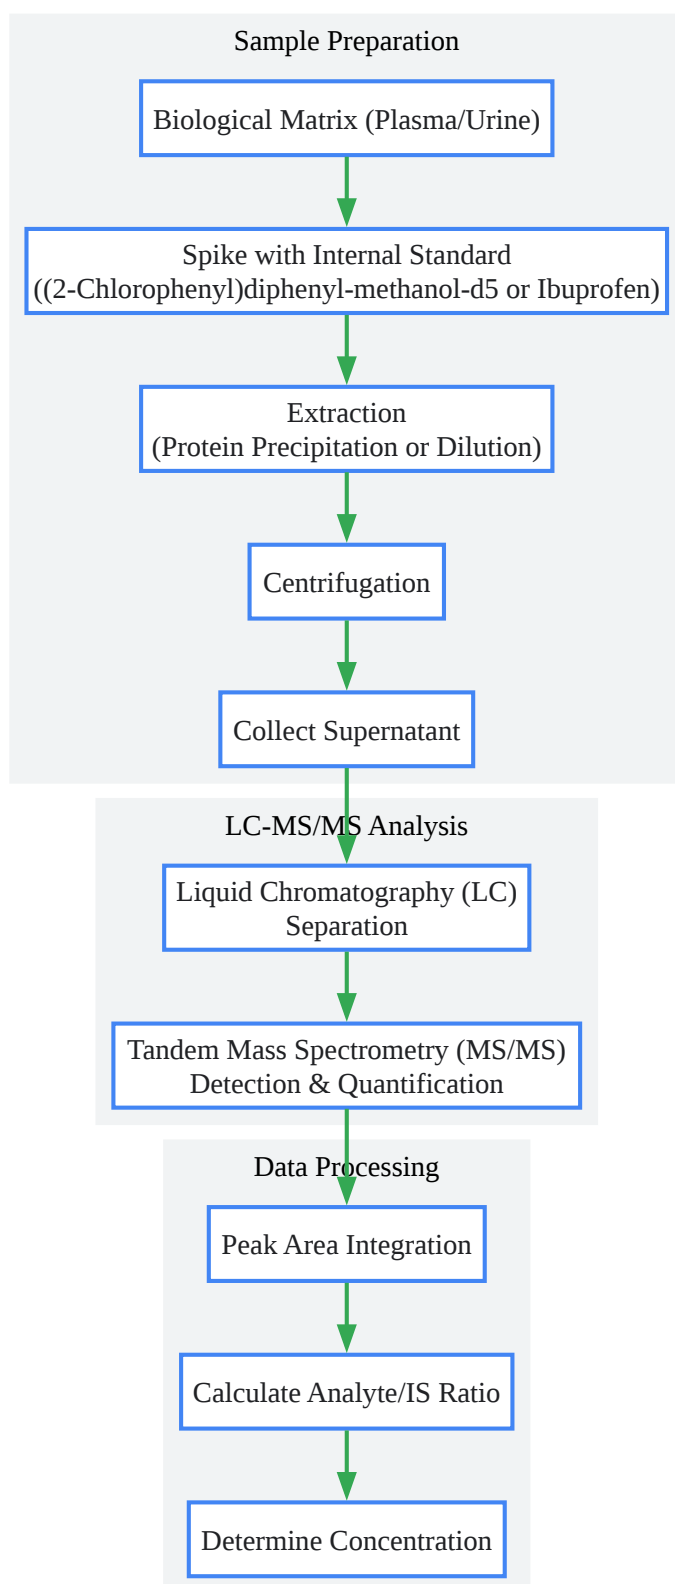 Sample Preparation
Biological Matrix (Plasma/Urine)
Spike with Internal Standard
((2-Chlorophenyl)diphenyl-methanol-d5 or Ibuprofen)
Extraction
(Protein Precipitation or Dilution)
Centrifugation
Collect Supernatant
LC-MS/MS Analysis
Liquid Chromatography (LC)
Separation
Tandem Mass Spectrometry (MS/MS)
Detection & Quantification
Data Processing
Peak Area Integration
Calculate Analyte/IS Ratio
Determine Concentration